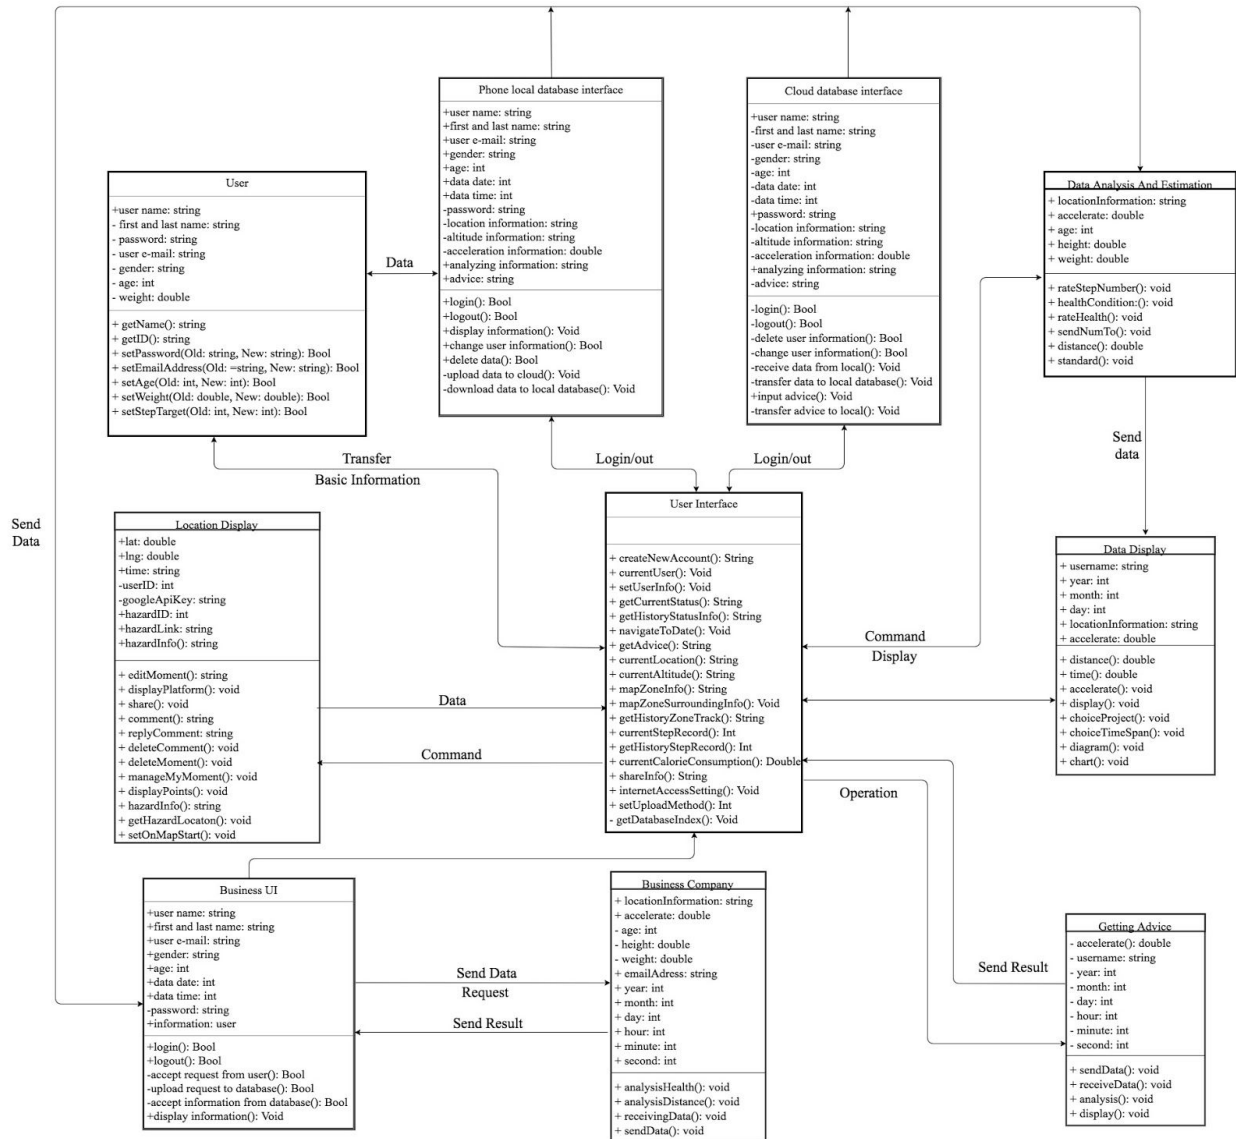 Phone local database interface
+user name: string
+first and last name: string
+user e-mail: string
+gender: string
+age: int
+data date: int
+data time: int
-password: string
-location information: string
-altitude information: string
-acceleration information: double
+analyzing information: string
+advice: string
+login(): Bool
+logout(): Bool
+display information(): Void
+change user information(): Bool
+delete data(): Bool
-upload data to cloud(): Void
-download data to local database(): Void
Cloud database interface
+user name: string
-first and last name: string
-user e-mail: string
-gender: string
-age: int
-data date: int
-data time: int
+password: string
-location information: string
-altitude information: string
-acceleration information: double
+analyzing information: string
-advice: string
-login(): Bool
-logout(): Bool
-delete user information(): Bool
-change user information(): Bool
-receive data from local(): Void
-transfer data to local database(): Void
+input advice(): Void
-transfer advice to local(): Void
User
+user name: string
- first and last name: string
- password: string
- user e-mail: string
- gender: string
- age: int
- weight: double
+ getName(): string
+ getID(): string
+ setPassword(Old: string, New: string): Bool
+ setEmailAddress(Old: =string, New: string): Bool
+ setAge(Old: int, New: int): Bool
+ setWeight(Old: double, New: double): Bool
+ setStepTarget(Old: int, New: int): Bool
Data
Data Analysis And Estimation
+ locationInformation: string
+ accelerate: double
+ age: int
+ height: double
+ weight: double
+ rateStepNumber(): void
+ healthCondition:(): void
+ rateHealth(): void
+ sendNumTo(): void
+ distance(): double
+ standard(): void
Transfer
Basic Information
Login/out
Login/out
Send
data
Send
Data
Location Display
+lat: double
+lng: double
+time: string
-userID: int
-googleApiKey: string
+hazardID: int
+hazardLink: string
+hazardInfo(): string
+ editMoment(): string
+ displayPlatform(): void
+ share(): void
+ comment(): string
+ replyComment: string
+ deleteComment(): void
+ deleteMoment(): void
+ manageMyMoment(): void
+ displayPoints(): void
+ hazardInfo(): string
+ getHazardLocaton(): void
+ setOnMapStart(): void
Data
Command
User Interface
+ createNewAccount(): String
+ currentUser(): Void
+ setUserInfo(): Void
+ getCurrentStatus(): String
+ getHistoryStatusInfo(): String
+ navigateToDate(): Void
+ getAdvice(): String
+ currentLocation(): String
+ currentAltitude(): String
+ mapZoneInfo(): String
+ mapZoneSurroundingInfo(): Void
+ getHistoryZoneTrack(): String
+ currentStepRecord(): Int
+ getHistoryStepRecord(): Int
+ currentCalorieConsumption(): Double
+ shareInfo(): String
+ internetAccessSetting(): Void
+ setUploadMethod(): Int
- getDatabaseIndex(): Void
Command
Display
Operation
Data Display
+ username: string
+ year: int
+ month: int
+ day: int
+ locationInformation: string
+ accelerate: double
+ distance(): double
+ time(): double
+ accelerate(): void
+ display(): void
+ choiceProject(): void
+ choiceTimeSpan(): void
+ diagram(): void
+ chart(): void
Business UI
+user name: string
+first and last name: string
+user e-mail: string
+gender: string
+age: int
+data date: int
+data time: int
-password: string
+information: user
+login(): Bool
+logout(): Bool
-accept request from user(): Bool
-upload request to database(): Bool
-accept information from database(): Bool
+display information(): Void
Send Data
Request
Send Result
Business Company
+ locationInformation: string
+ accelerate: double
- age: int
- height: double
- weight: double
+ emailAdress: string
+ year: int
+ month: int
+ day: int
+ hour: int
+ minute: int
+ second: int
+ analysisHealth(): void
+ analysisDistance(): void
+ receivingData(): void
+ sendData(): void
Send Result
Getting Advice
- accelerate(): double
- username: string
- year: int
- month: int
- day: int
- hour: int
- minute: int
- second: int
+ sendData(): void
+ receiveData(): void
+ analysis(): void
+ display(): void